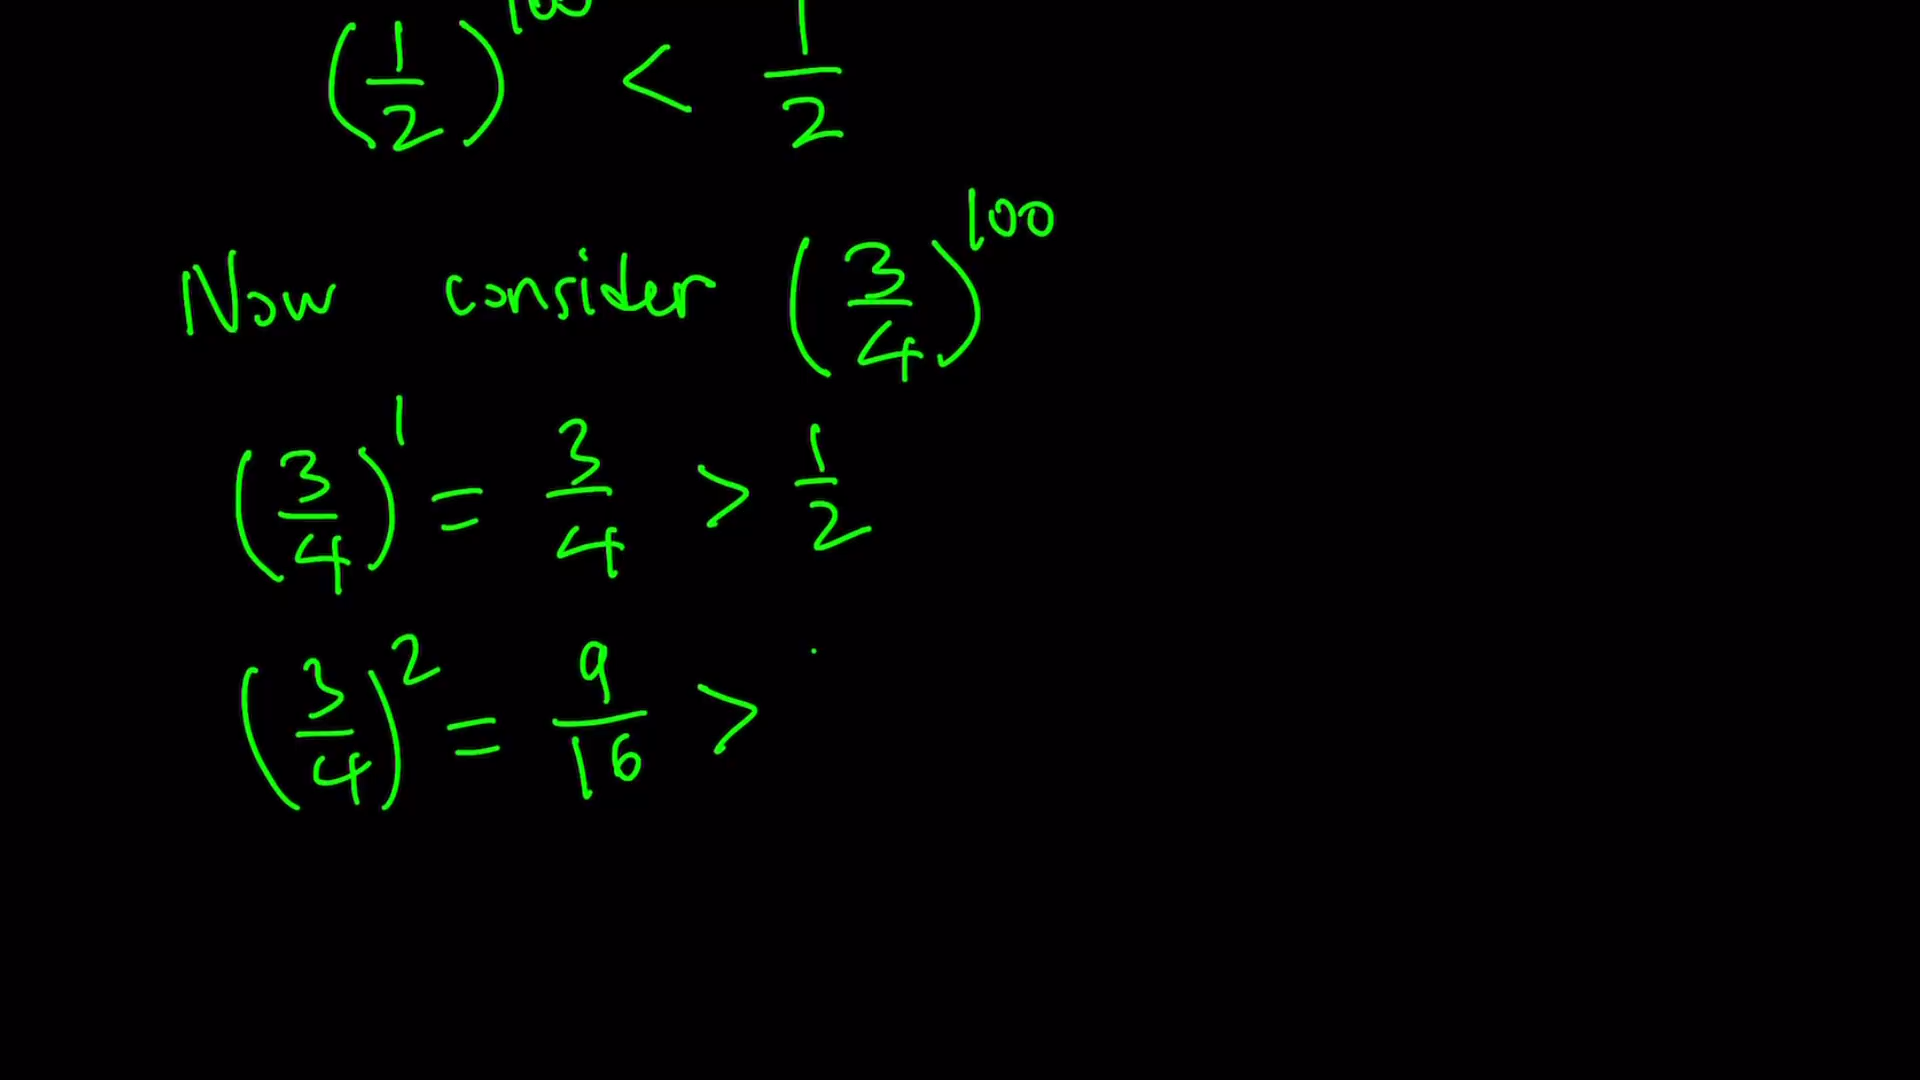 (1/2)^100 < 1/2
Now consider (3/4)^100
(3/4)^1 = 3/4 > 1/2
(3/4)^2 = 9/16 >